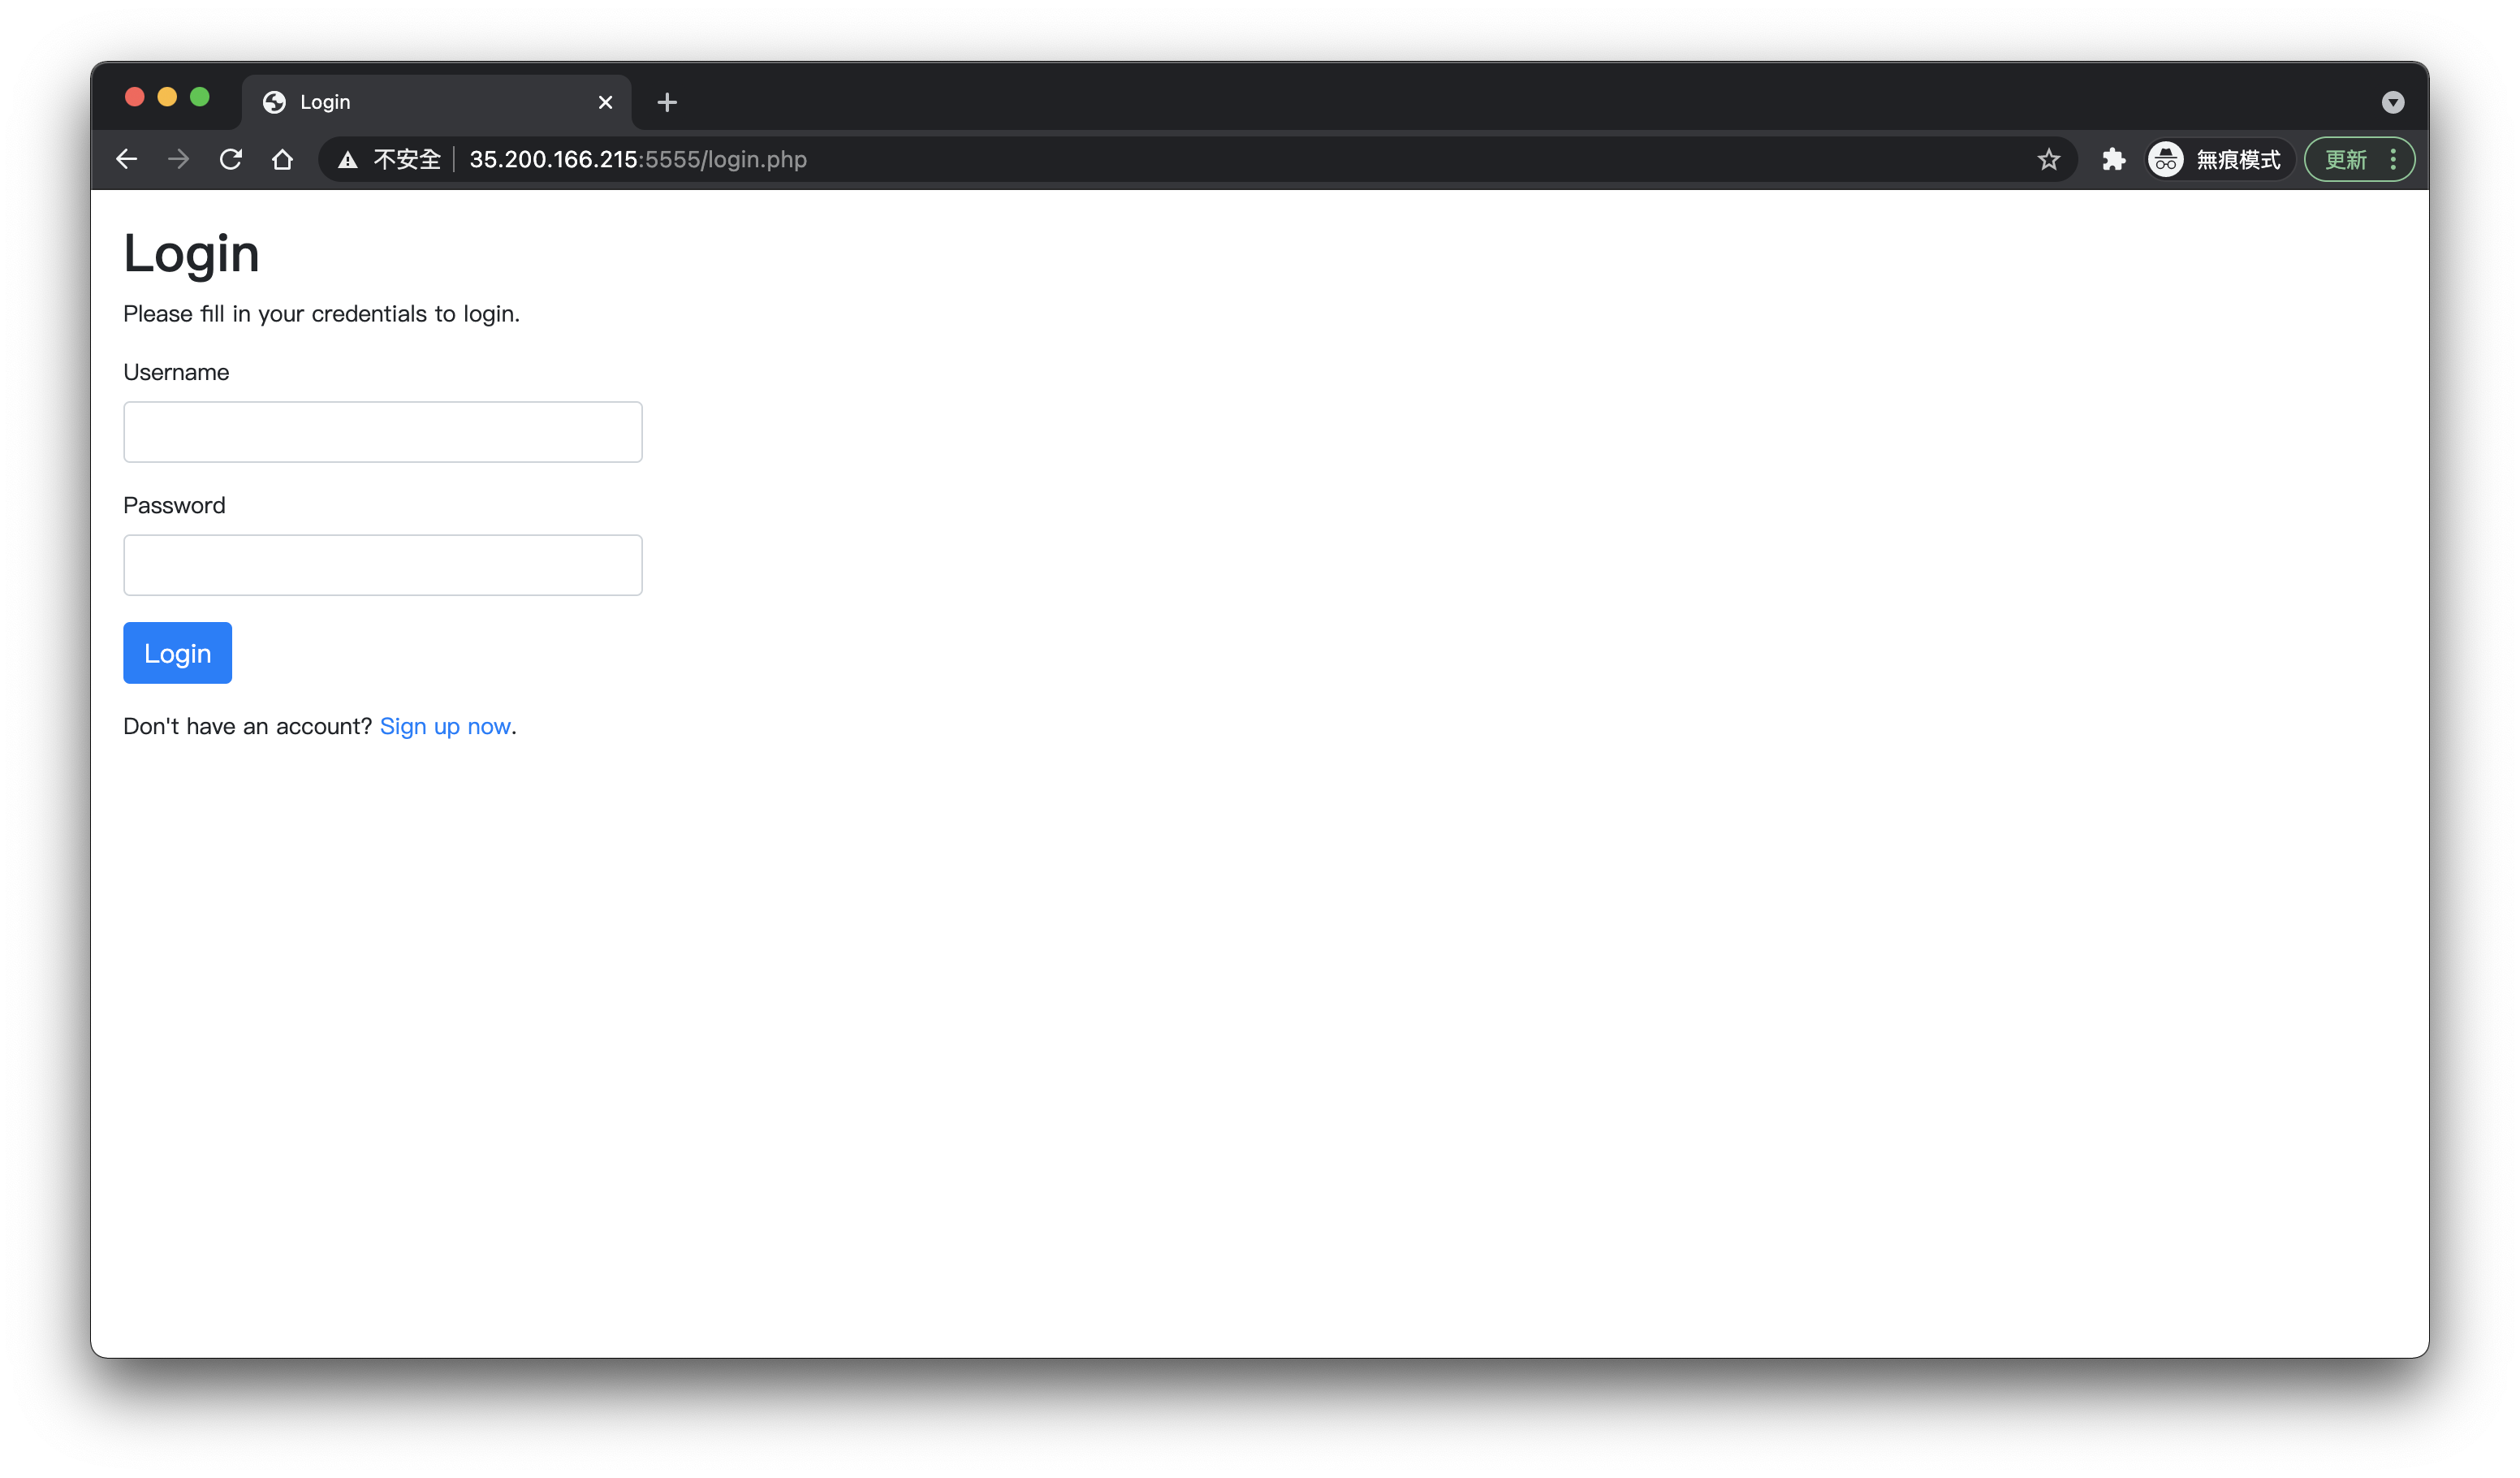 Login
不安全 35.200.166.215:5555/login.php 無痕模式 更新
Login
Please fill in your credentials to login.
Username
Password
Login
Don't have an account? Sign up now.